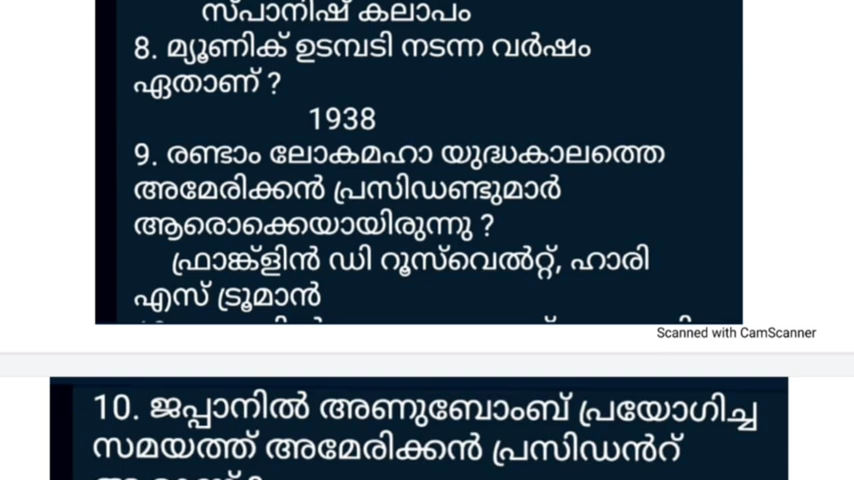 സ്പാനിഷ് കലാപം
8. മ്യൂണിക് ഉടമ്പടി നടന്ന വർഷം
ഏതാണ് ?
1938
9. രണ്ടാം ലോകമഹാ യുദ്ധകാലത്തെ
അമേരിക്കൻ പ്രസിഡണ്ടുമാർ
ആരൊക്കെയായിരുന്നു ?
ഫ്രാങ്ക്ളിൻ ഡി റൂസ്‌വെൽറ്റ്, ഹാരി
എസ് ട്രൂമാൻ
Scanned with CamScanner
10. ജപ്പാനിൽ അണുബോംബ് പ്രയോഗിച്ച
സമയത്ത് അമേരിക്കൻ പ്രസിഡൻറ്